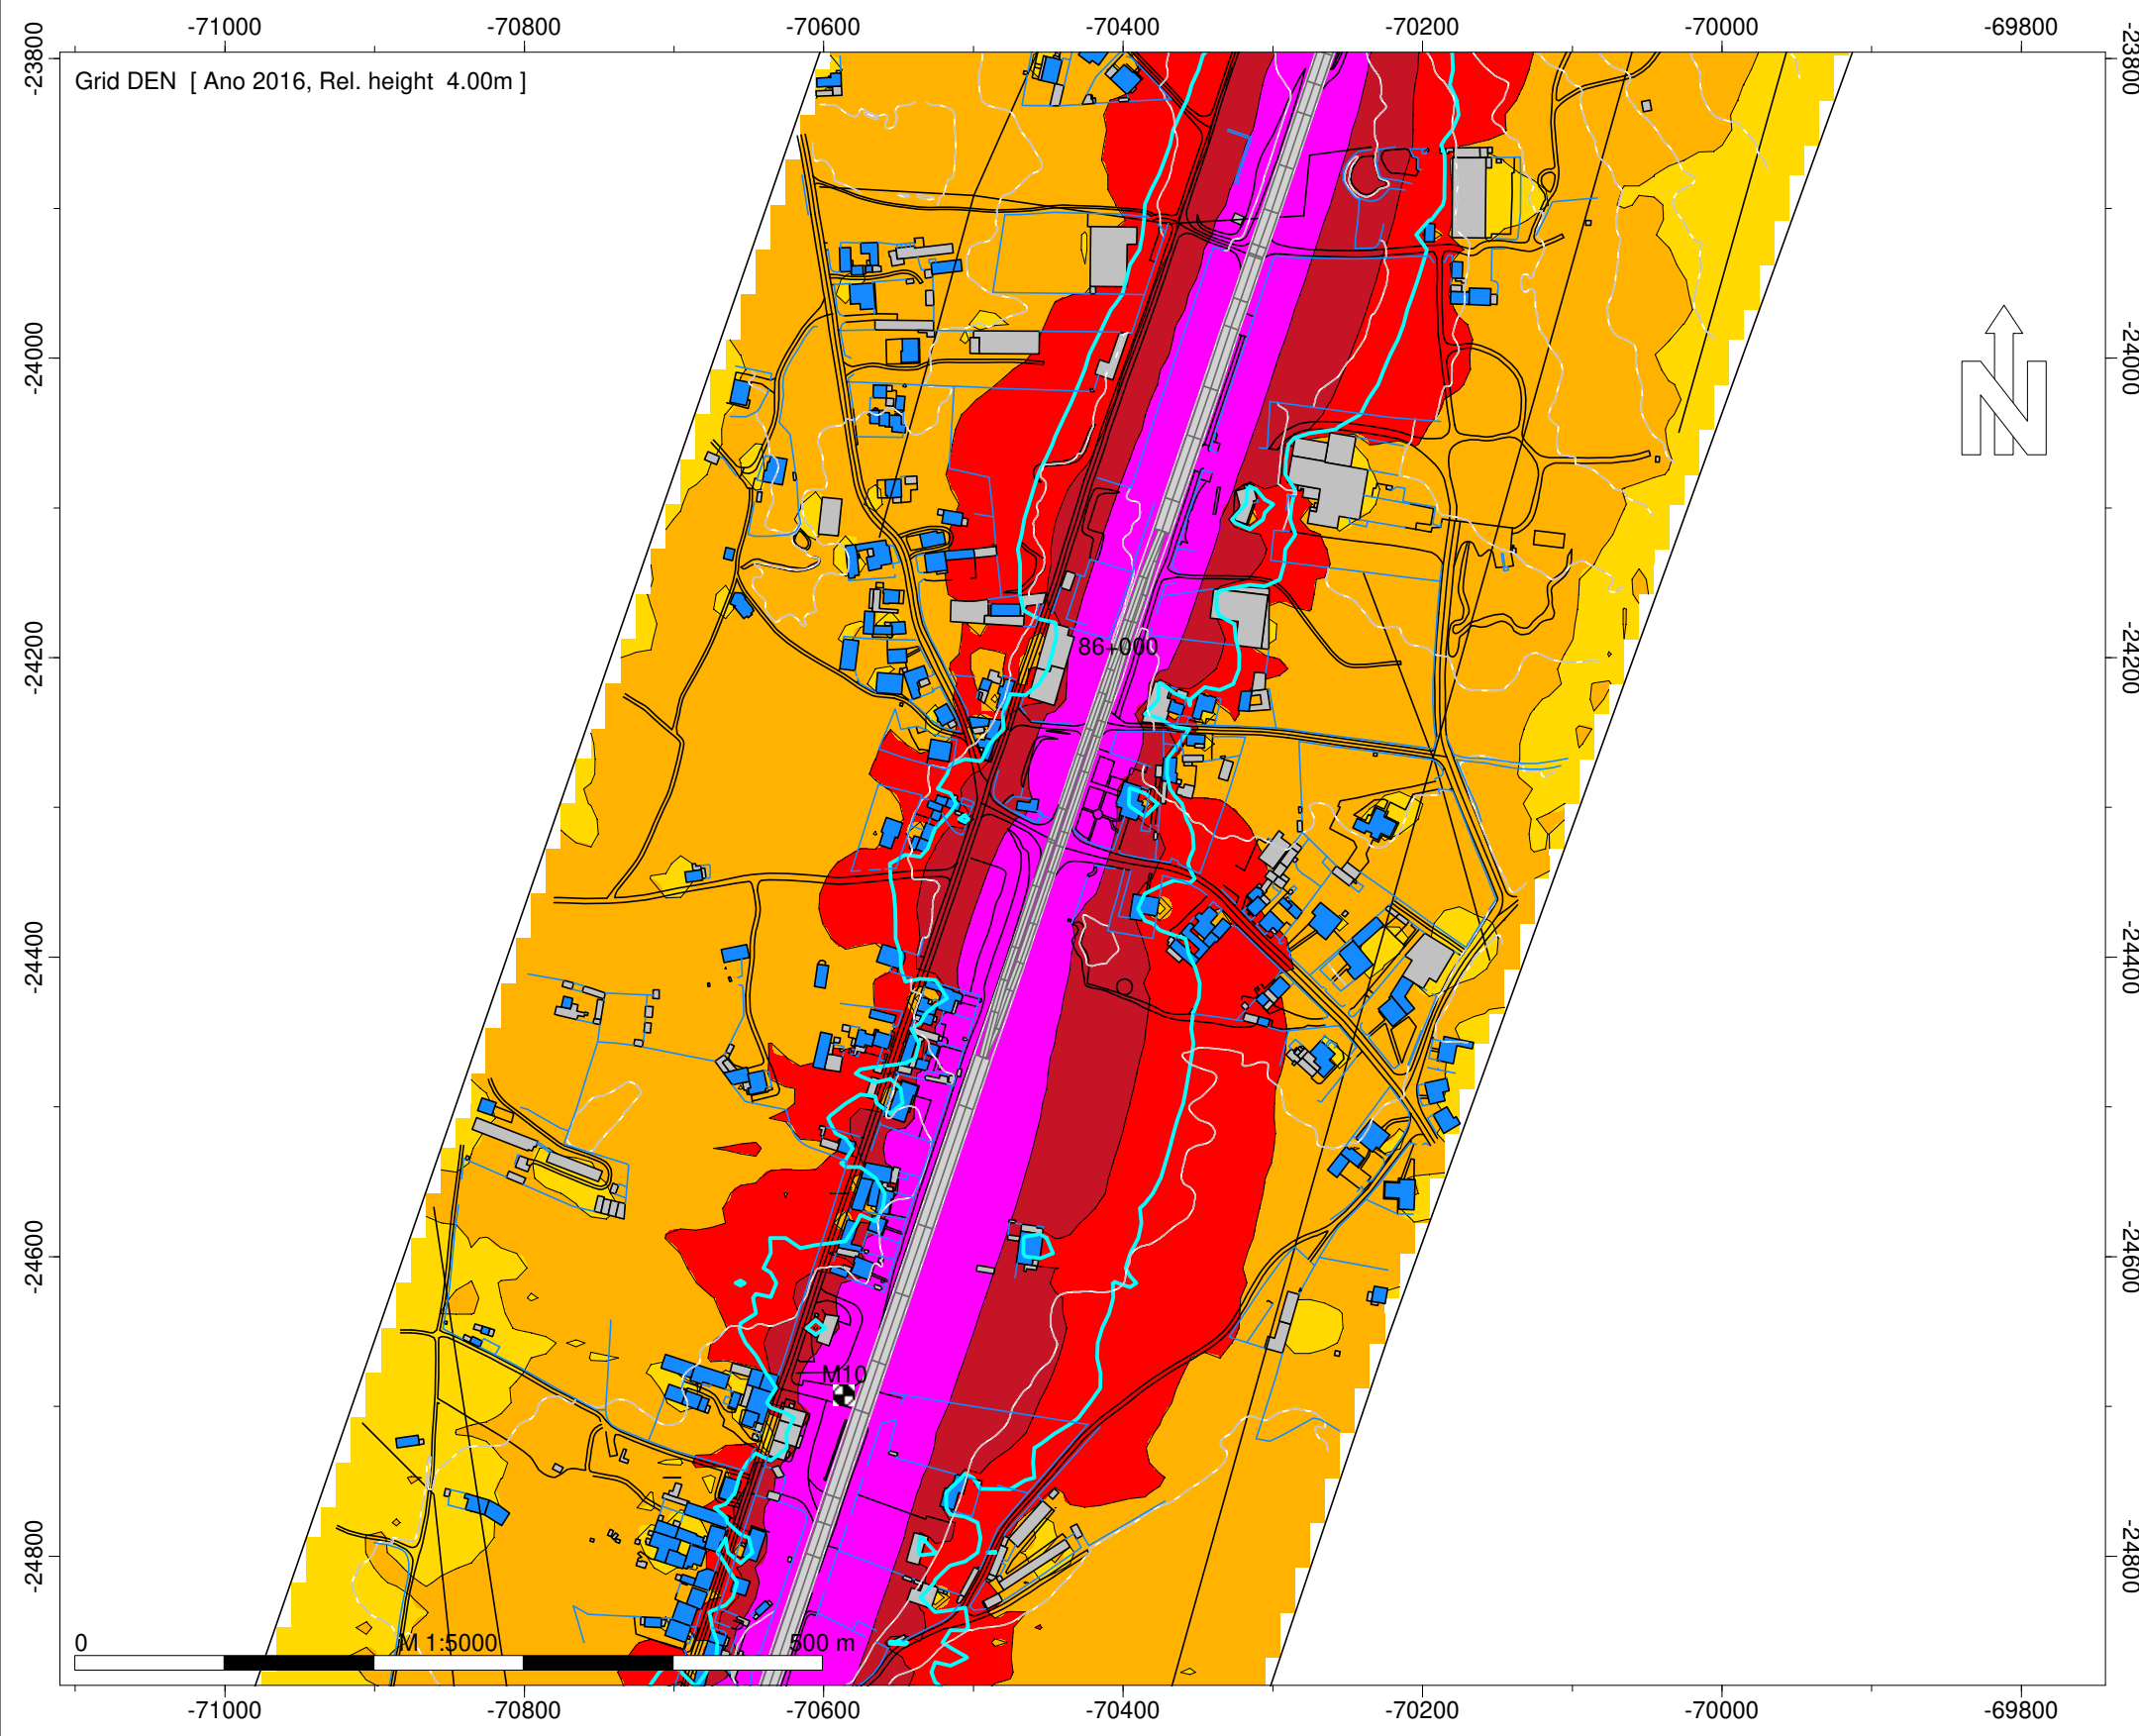 -71000 -70800 -70600 -70400 -70200 -70000 -69800
Grid DEN [ Ano 2016, Rel. height 4.00m ]
-23800 -23800
-24000 -24000
N
-24200 -24200
86+000
-24400 -24400
-24600 -24600
M10
-24800 -24800
0 M 1:5000 500 m
-71000 -70800 -70600 -70400 -70200 -70000 -69800